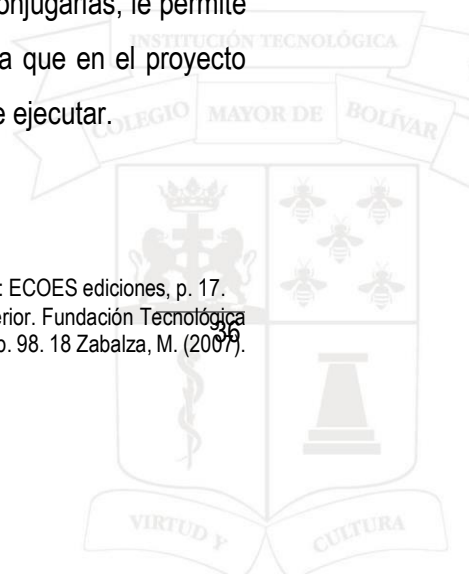 onjugarlas, le permite
INSTITUCIÓN TECNOLÓGICA
a que en el proyecto
COLEGIO MAYOR DE BOLÍVAR
e ejecutar.
: ECOES ediciones, p. 17.
erior. Fundación Tecnológica
36
p. 98. 18 Zabalza, M. (2007).
VIRTUD Y CULTURA